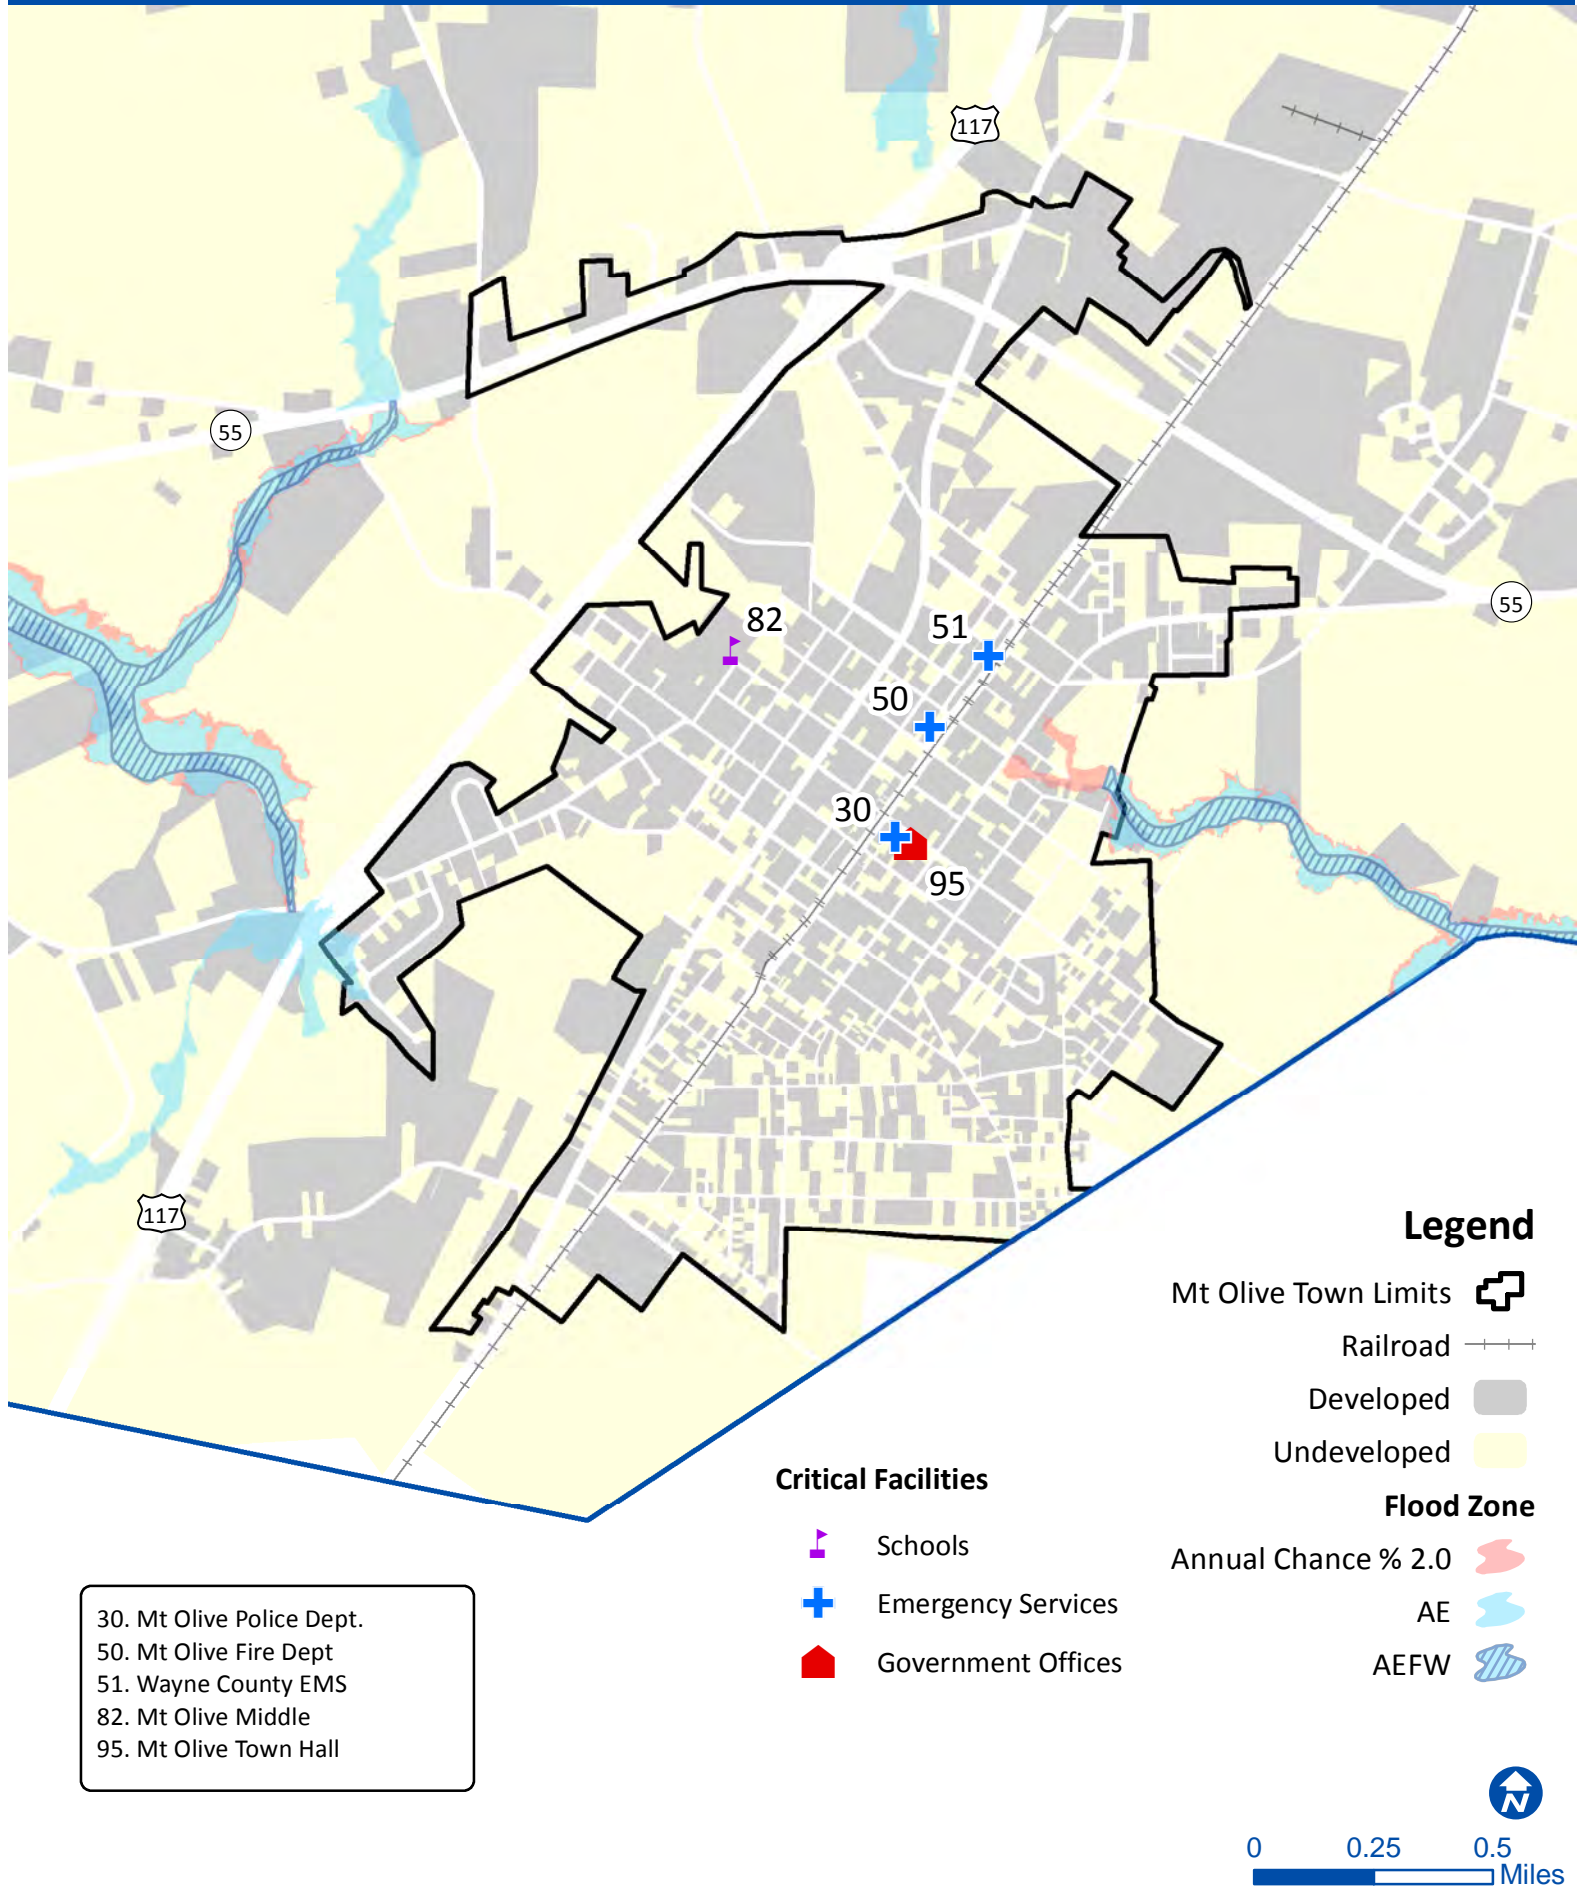 117
55
82
51
55
50
30
95
117
Legend
Mt Olive Town Limits
Railroad
Developed
Undeveloped
Flood Zone
Annual Chance % 2.0
AE
AEFW
Critical Facilities
Schools
Emergency Services
Government Offices
30. Mt Olive Police Dept.
50. Mt Olive Fire Dept
51. Wayne County EMS
82. Mt Olive Middle
95. Mt Olive Town Hall
N
0 0.25 0.5
Miles